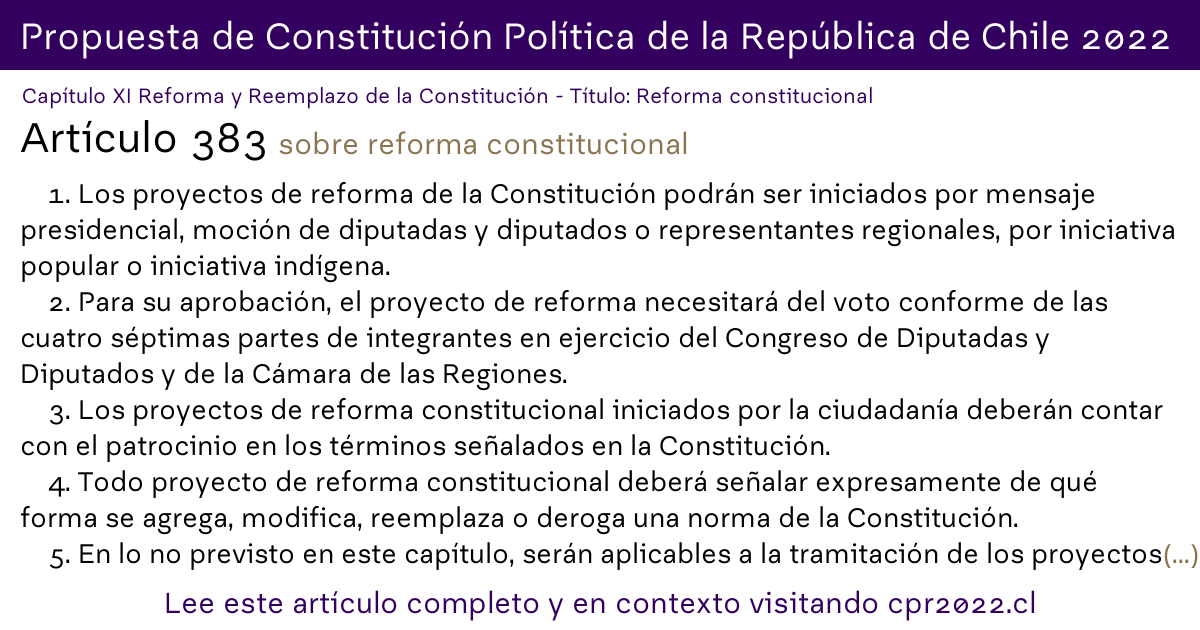 Propuesta de Constitución Política de la República de Chile 2022
Capítulo XI Reforma y Reemplazo de la Constitución - Título: Reforma constitucional
Artículo 383 sobre reforma constitucional
1. Los proyectos de reforma de la Constitución podrán ser iniciados por mensaje
presidencial, moción de diputadas y diputados o representantes regionales, por iniciativa
popular o iniciativa indígena.
2. Para su aprobación, el proyecto de reforma necesitará del voto conforme de las
cuatro séptimas partes de integrantes en ejercicio del Congreso de Diputadas y
Diputados y de la Cámara de las Regiones.
3. Los proyectos de reforma constitucional iniciados por la ciudadanía deberán contar
con el patrocinio en los términos señalados en la Constitución.
4. Todo proyecto de reforma constitucional deberá señalar expresamente de qué
forma se agrega, modifica, reemplaza o deroga una norma de la Constitución.
5. En lo no previsto en este capítulo, serán aplicables a la tramitación de los proyectos(...)
Lee este artículo completo y en contexto visitando cpr2022.cl